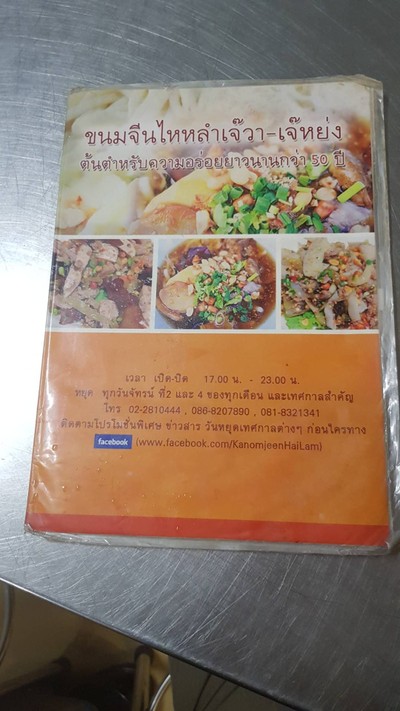 ขนมจีนไหหลำเจ๊วา-เจ๊หย่ง
ต้นตำหรับความอร่อยยาวนานกว่า 50 ปี
เวลา เปิด-ปิด 17.00 น. - 23.00 น.
หยุด ทุกวันจัทรน์ ที่2 และ 4 ของทุกเดือน และเทศกาลสำคัญ
โทร 02-2810444 , 086-8207890 , 081-8321341
ติดตามโปรโมชั่นพิเศษ ข่าวสาร วันหยุดเทศกาลต่างๆ ก่อนใครทาง
facebook (www.facebook.com/KanomjeenHaiLam)